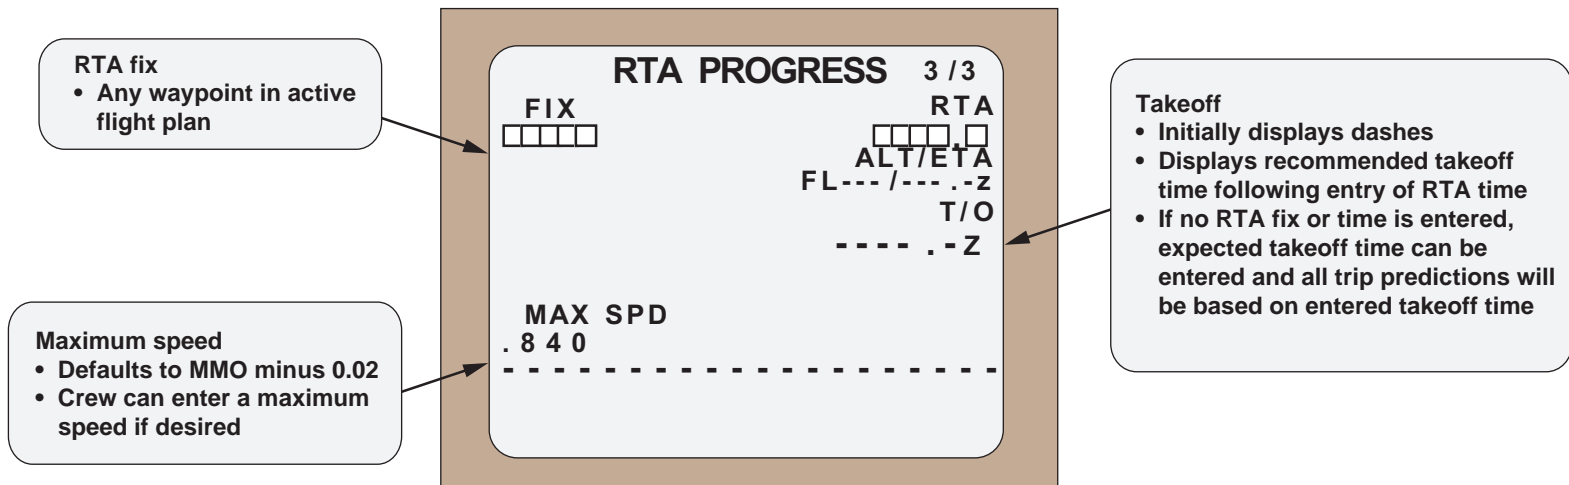 RTA fix
• Any waypoint in active
flight plan
Maximum speed
• Defaults to MMO minus 0.02
• Crew can enter a maximum
speed if desired
RTA PROGRESS 3/3
FIX RTA
□□□□□ □□□□.□
ALT/ETA
FL---/---.-z
T/O
----.-Z
MAX SPD
.840
--------------------
Takeoff
• Initially displays dashes
• Displays recommended takeoff
time following entry of RTA time
• If no RTA fix or time is entered,
expected takeoff time can be
entered and all trip predictions will
be based on entered takeoff time